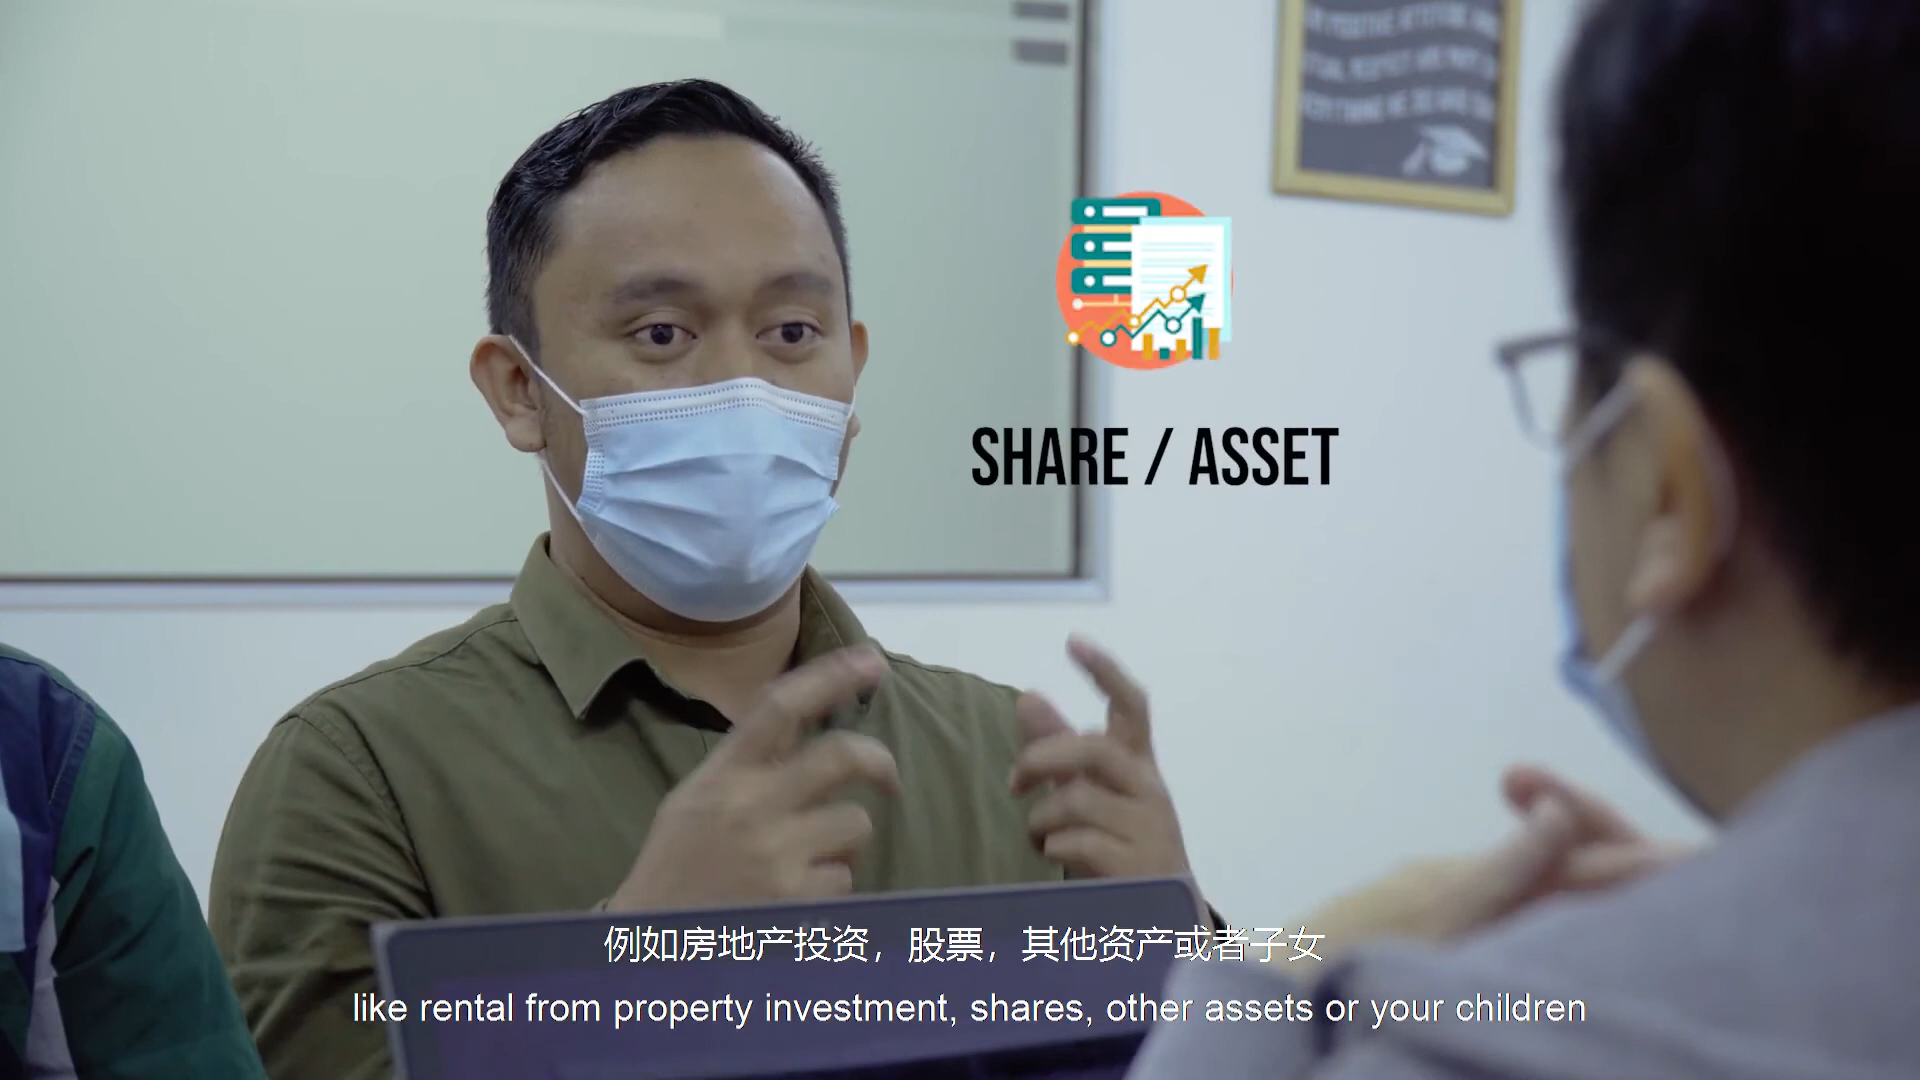 SHARE / ASSET
例如房地产投资，股票，其他资产或者子女
like rental from property investment, shares, other assets or your children